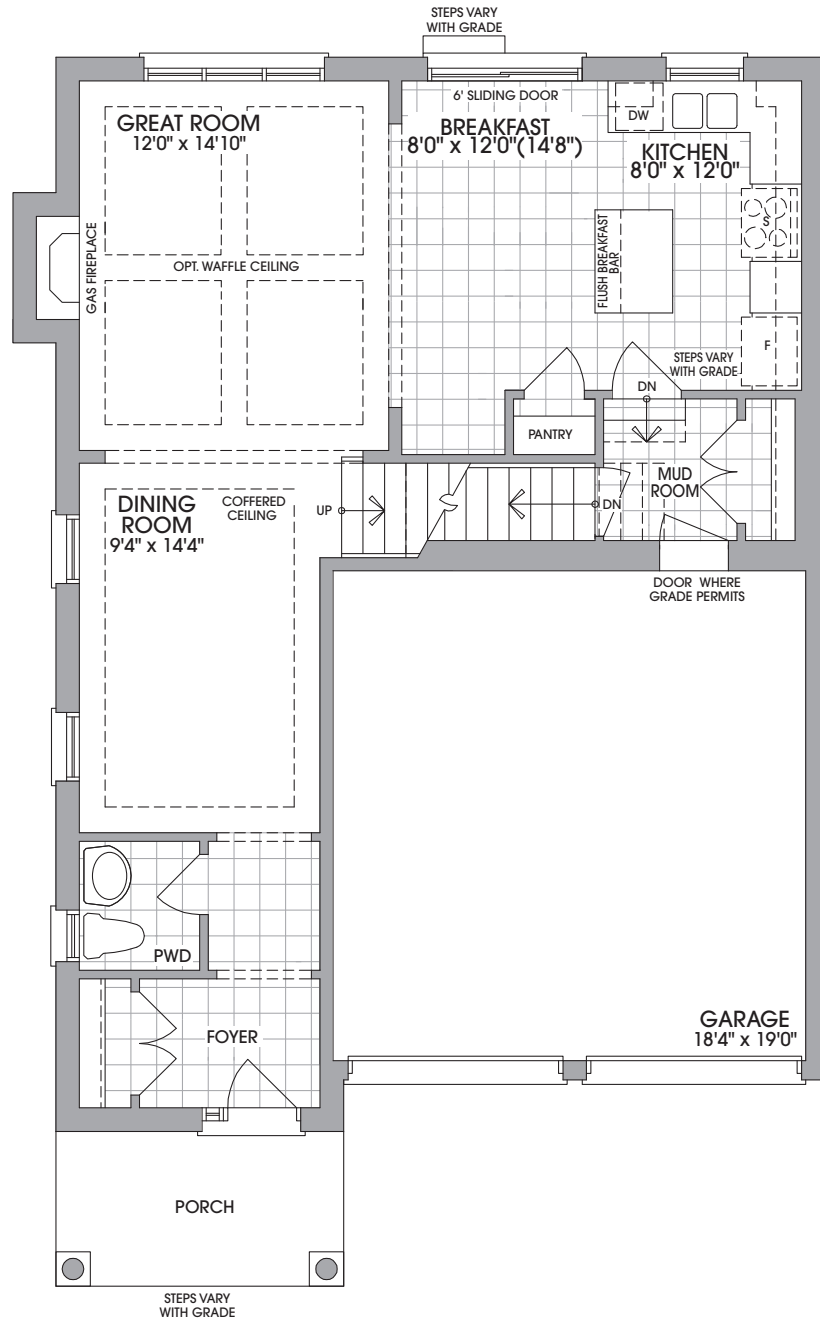 STEPS VARY
WITH GRADE
6' SLIDING DOOR
GREAT ROOM
12'0" x 14'10"
BREAKFAST
8'0" x 12'0"(14'8")
DW
KITCHEN
8'0" x 12'0"
S
GAS FIREPLACE
OPT. WAFFLE CEILING
FLUSH BREAKFAST
BAR
F
STEPS VARY
WITH GRADE
DN
PANTRY
MUD
ROOM
DINING
ROOM
9'4" x 14'4"
COFFERED
CEILING
UP
DN
DOOR WHERE
GRADE PERMITS
PWD
FOYER
GARAGE
18'4" x 19'0"
PORCH
STEPS VARY
WITH GRADE